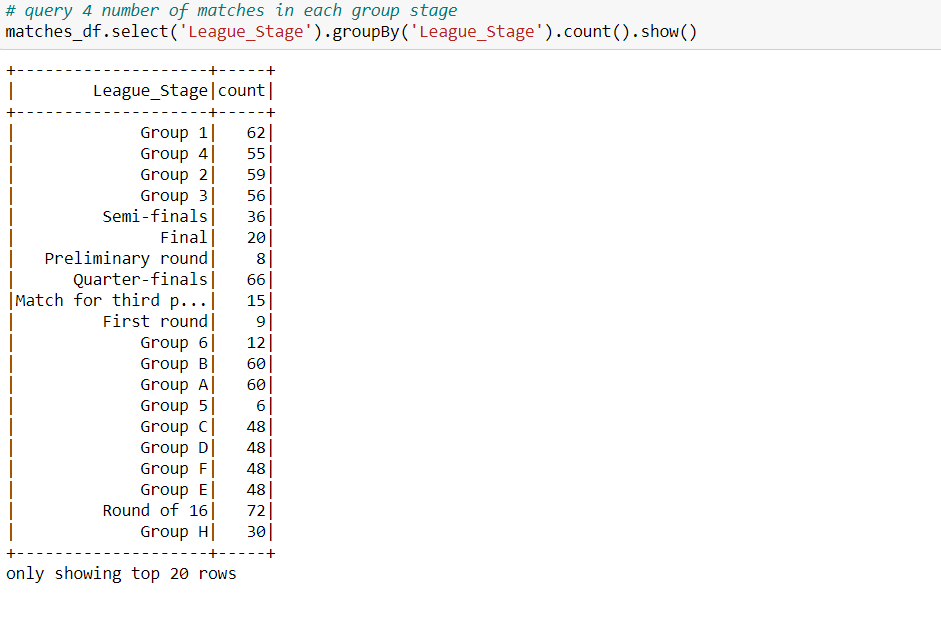 # query 4 number of matches in each group stage
matches_df.select('League_Stage').groupBy('League_Stage').count().show()
+--------------------+-----+
|        League_Stage|count|
+--------------------+-----+
|             Group 1|   62|
|             Group 4|   55|
|             Group 2|   59|
|             Group 3|   56|
|         Semi-finals|   36|
|               Final|   20|
|   Preliminary round|    8|
|      Quarter-finals|   66|
|Match for third p...|   15|
|         First round|    9|
|             Group 6|   12|
|             Group B|   60|
|             Group A|   60|
|             Group 5|    6|
|             Group C|   48|
|             Group D|   48|
|             Group F|   48|
|             Group E|   48|
|         Round of 16|   72|
|             Group H|   30|
+--------------------+-----+
only showing top 20 rows